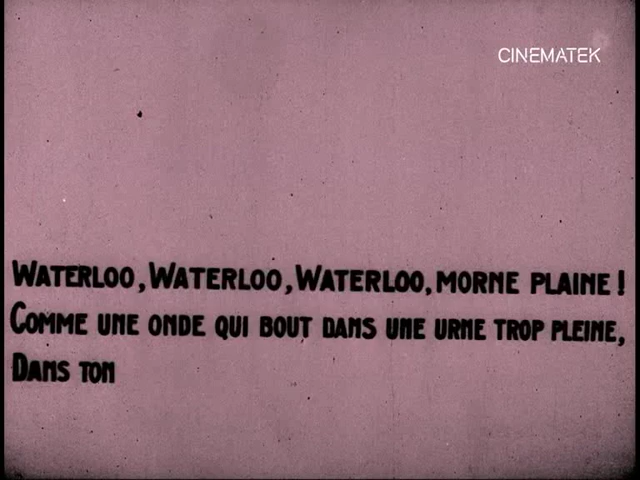 CINEMATEK
WATERLOO, WATERLOO, WATERLOO, MORNE PLAINE !
COMME UNE ONDE QUI BOUT DANS UNE URNE TROP PLEINE,
DANS TON